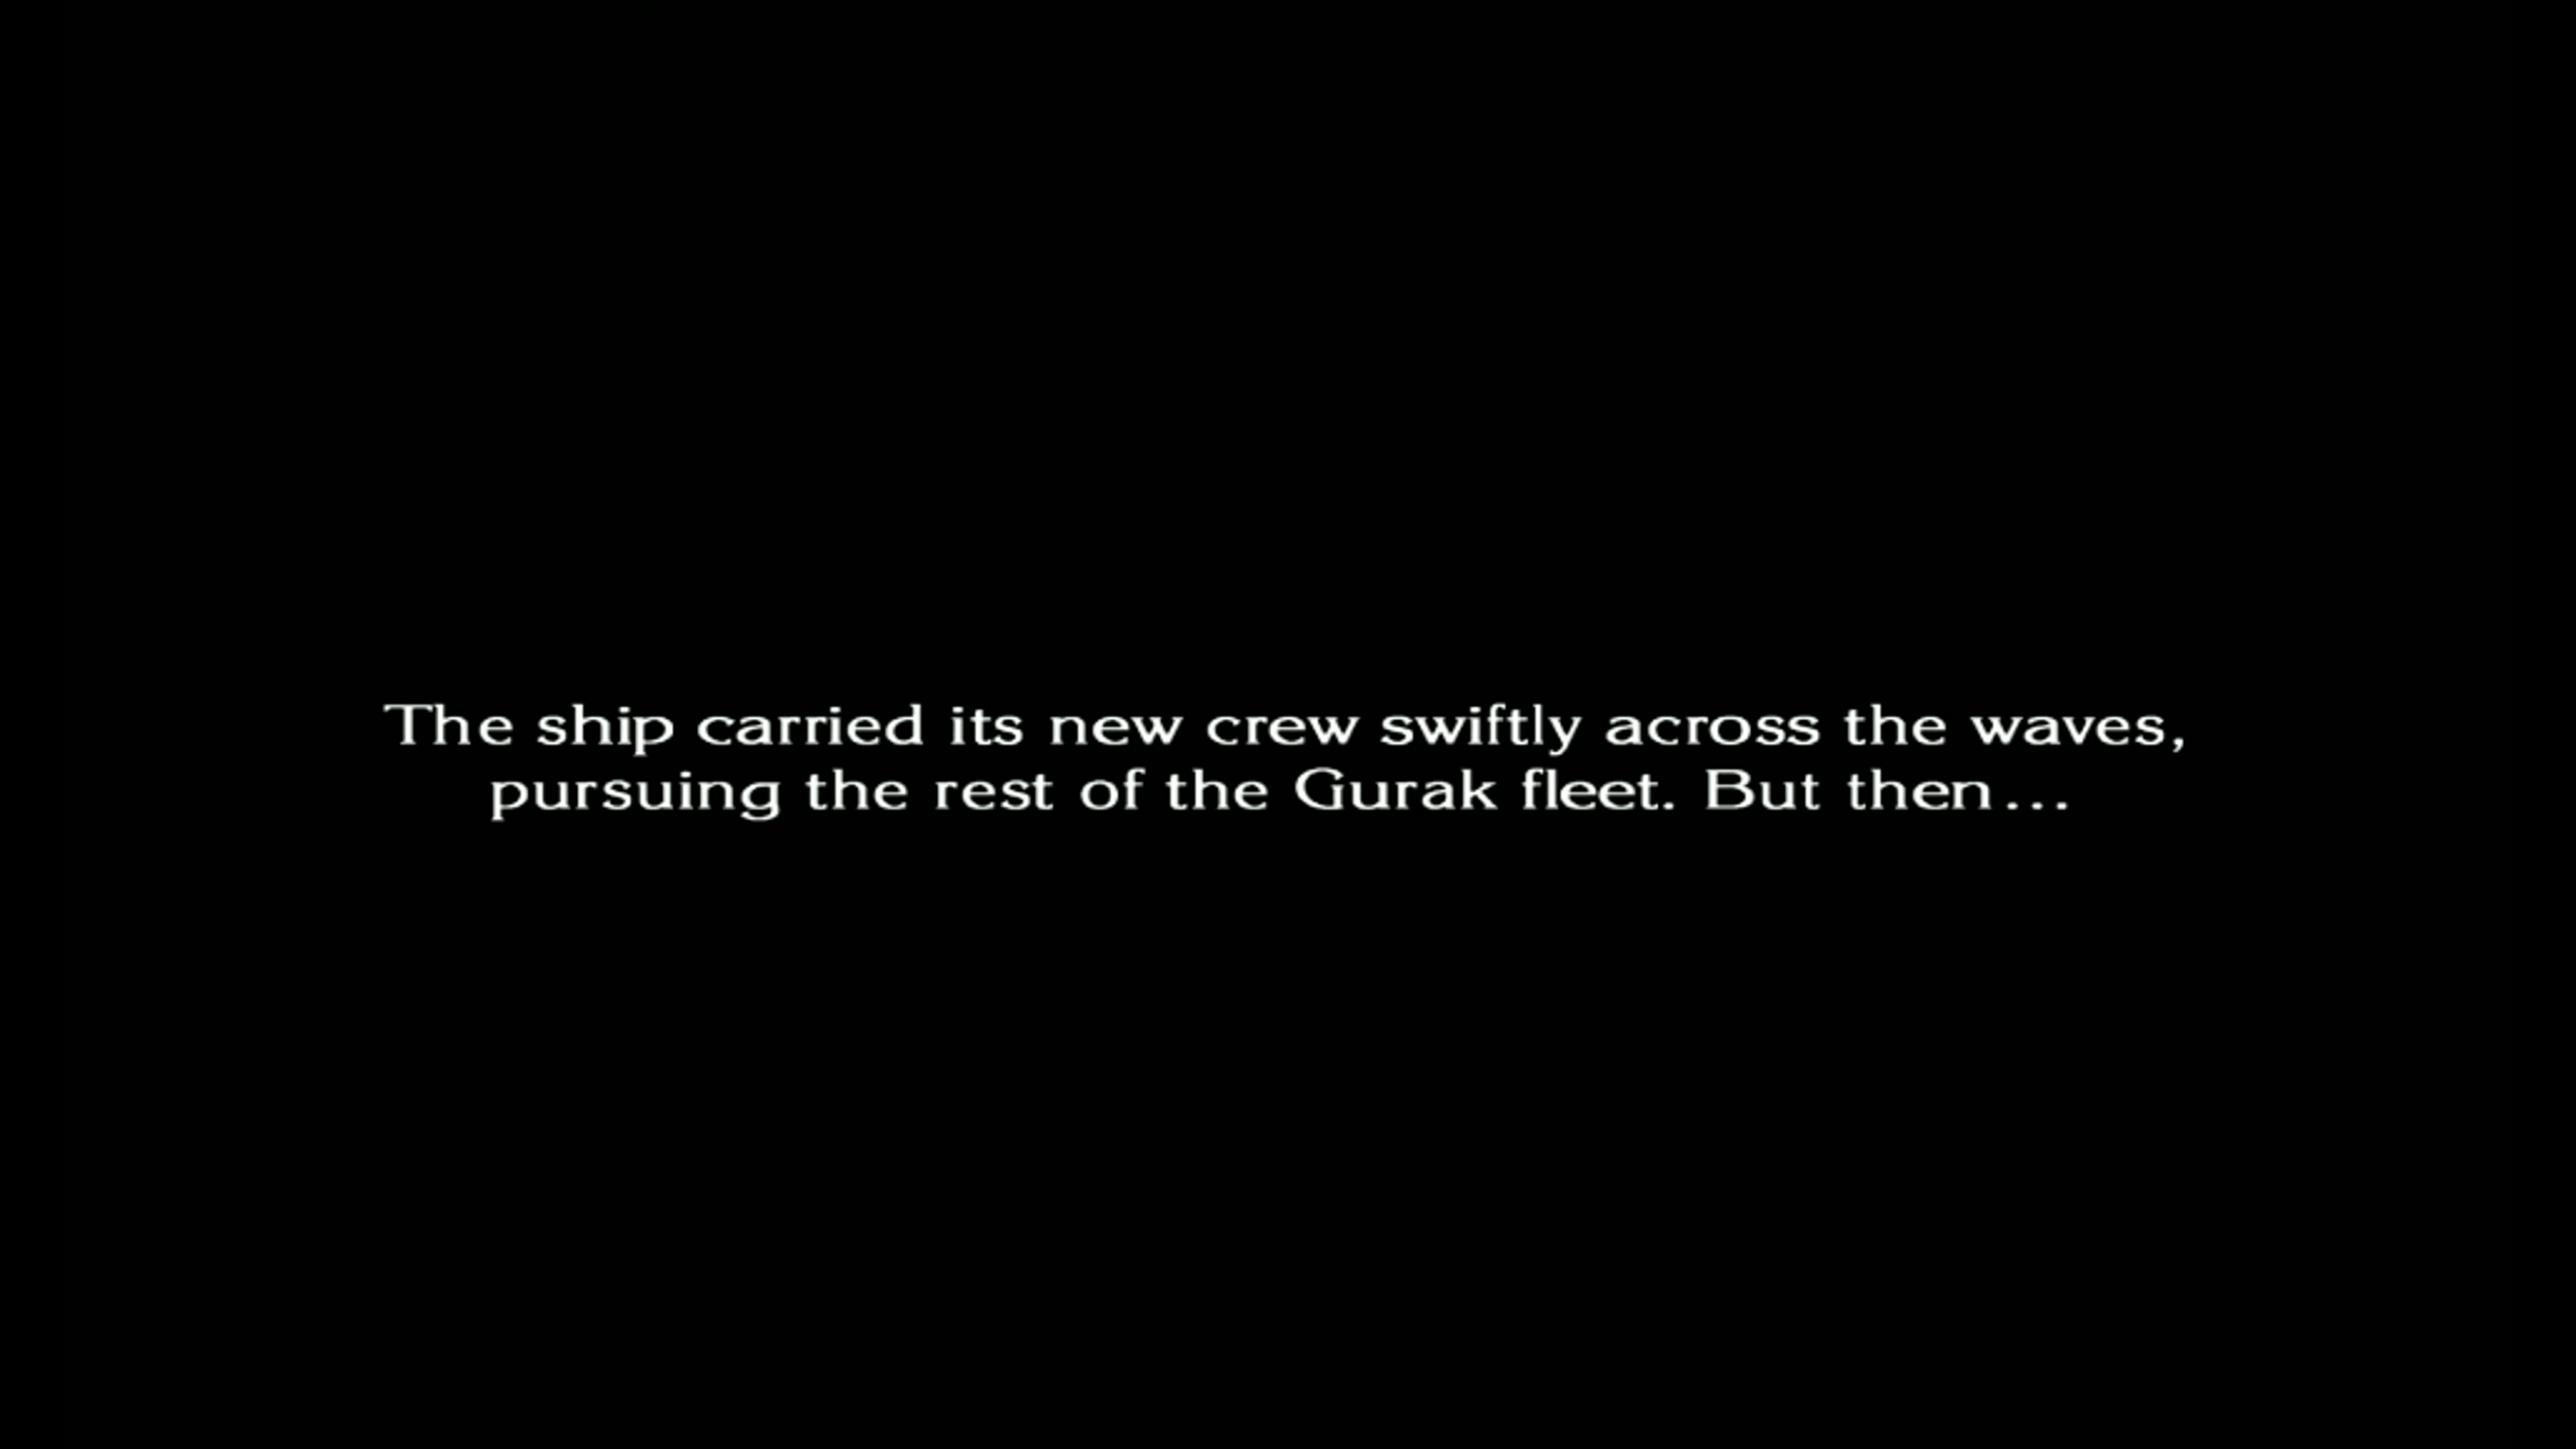 The ship carried its new crew swiftly across the waves,
pursuing the rest of the Gurak fleet. But then...